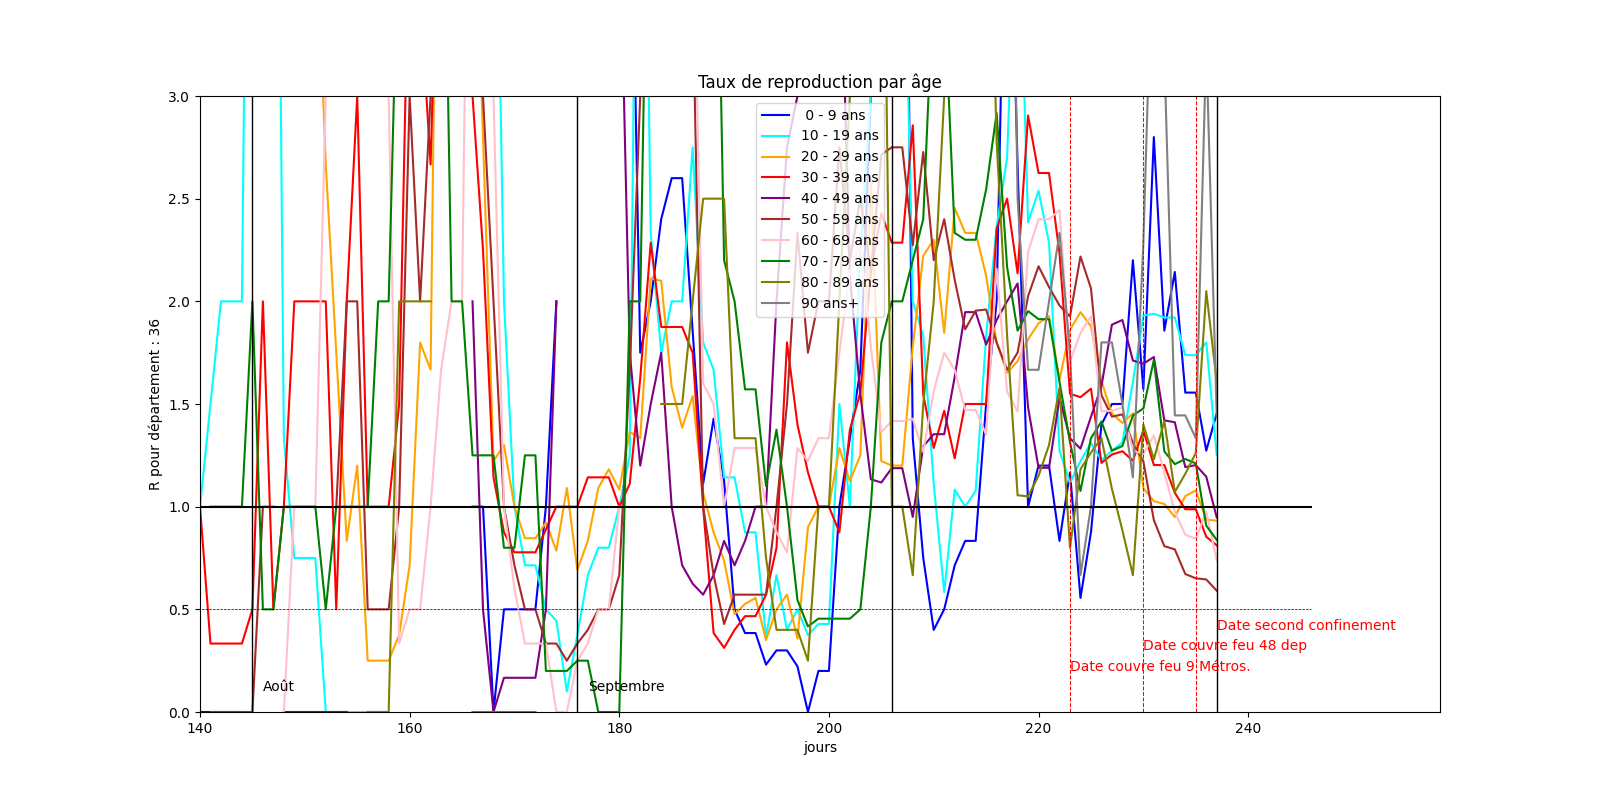 Taux de reproduction par âge
3.0
2.5
2.0
1.5
1.0
0.5
0.0
R pour département : 36
0 - 9 ans
10 - 19 ans
20 - 29 ans
30 - 39 ans
40 - 49 ans
50 - 59 ans
60 - 69 ans
70 - 79 ans
80 - 89 ans
90 ans+
Date second confinement
Date couvre feu 48 dep
Date couvre feu 9 Métros.
Août
Septembre
140
160
180
200
220
240
jours